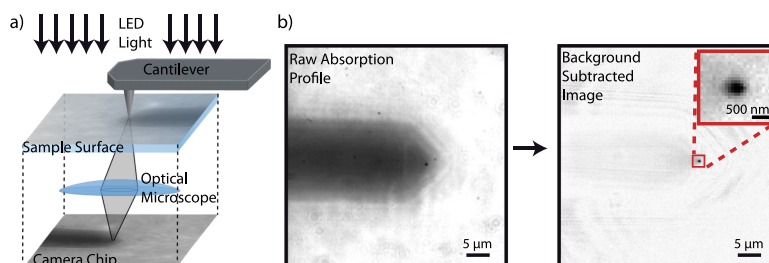 a)
LED
Light
Cantilever
Sample Surface
Optical
Microscope
Camera Chip
b)
Raw Absorption
Profile
5 μm
Background
Subtracted
Image
500 nm
5 μm